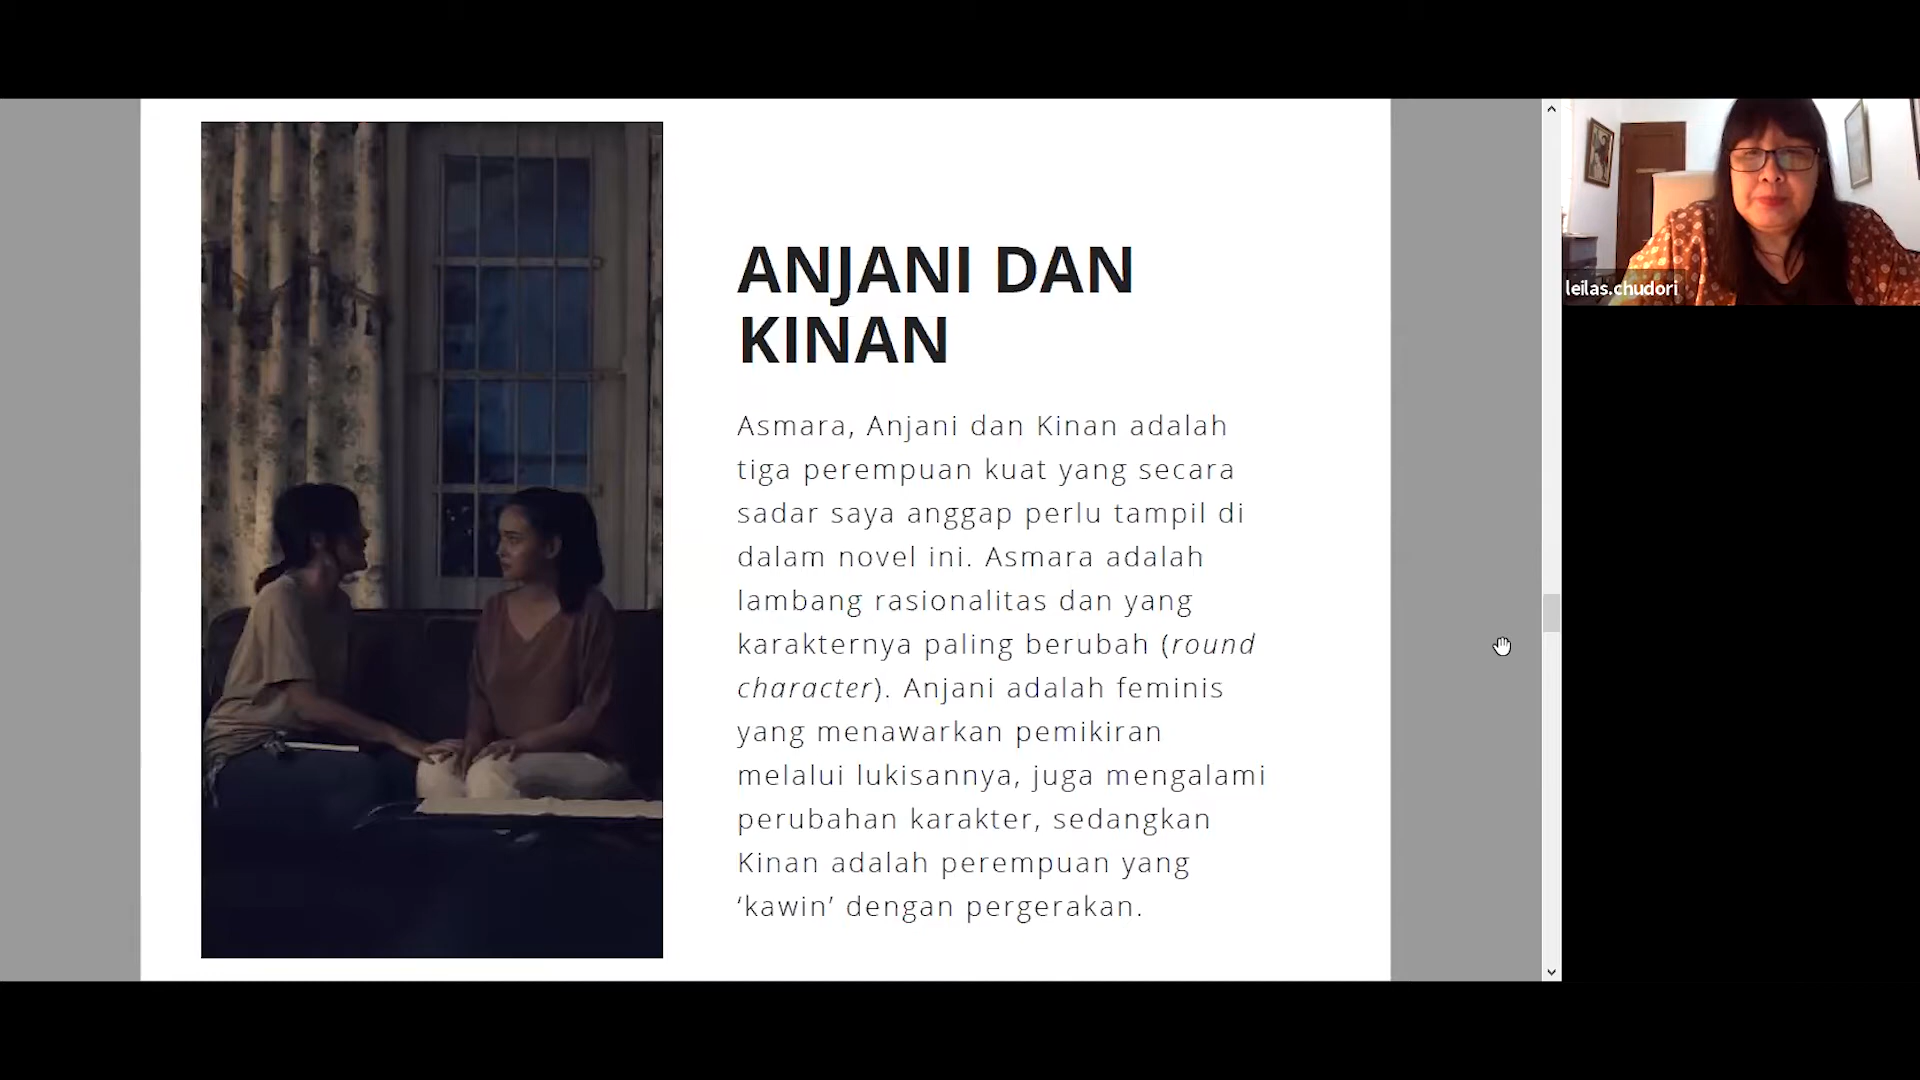 ANJANI DAN
KINAN
Asmara, Anjani dan Kinan adalah
tiga perempuan kuat yang secara
sadar saya anggap perlu tampil di
dalam novel ini. Asmara adalah
lambang rasionalitas dan yang
karakternya paling berubah (round
character). Anjani adalah feminis
yang menawarkan pemikiran
melalui lukisannya, juga mengalami
perubahan karakter, sedangkan
Kinan adalah perempuan yang
‘kawin’ dengan pergerakan.
leilas.chudori